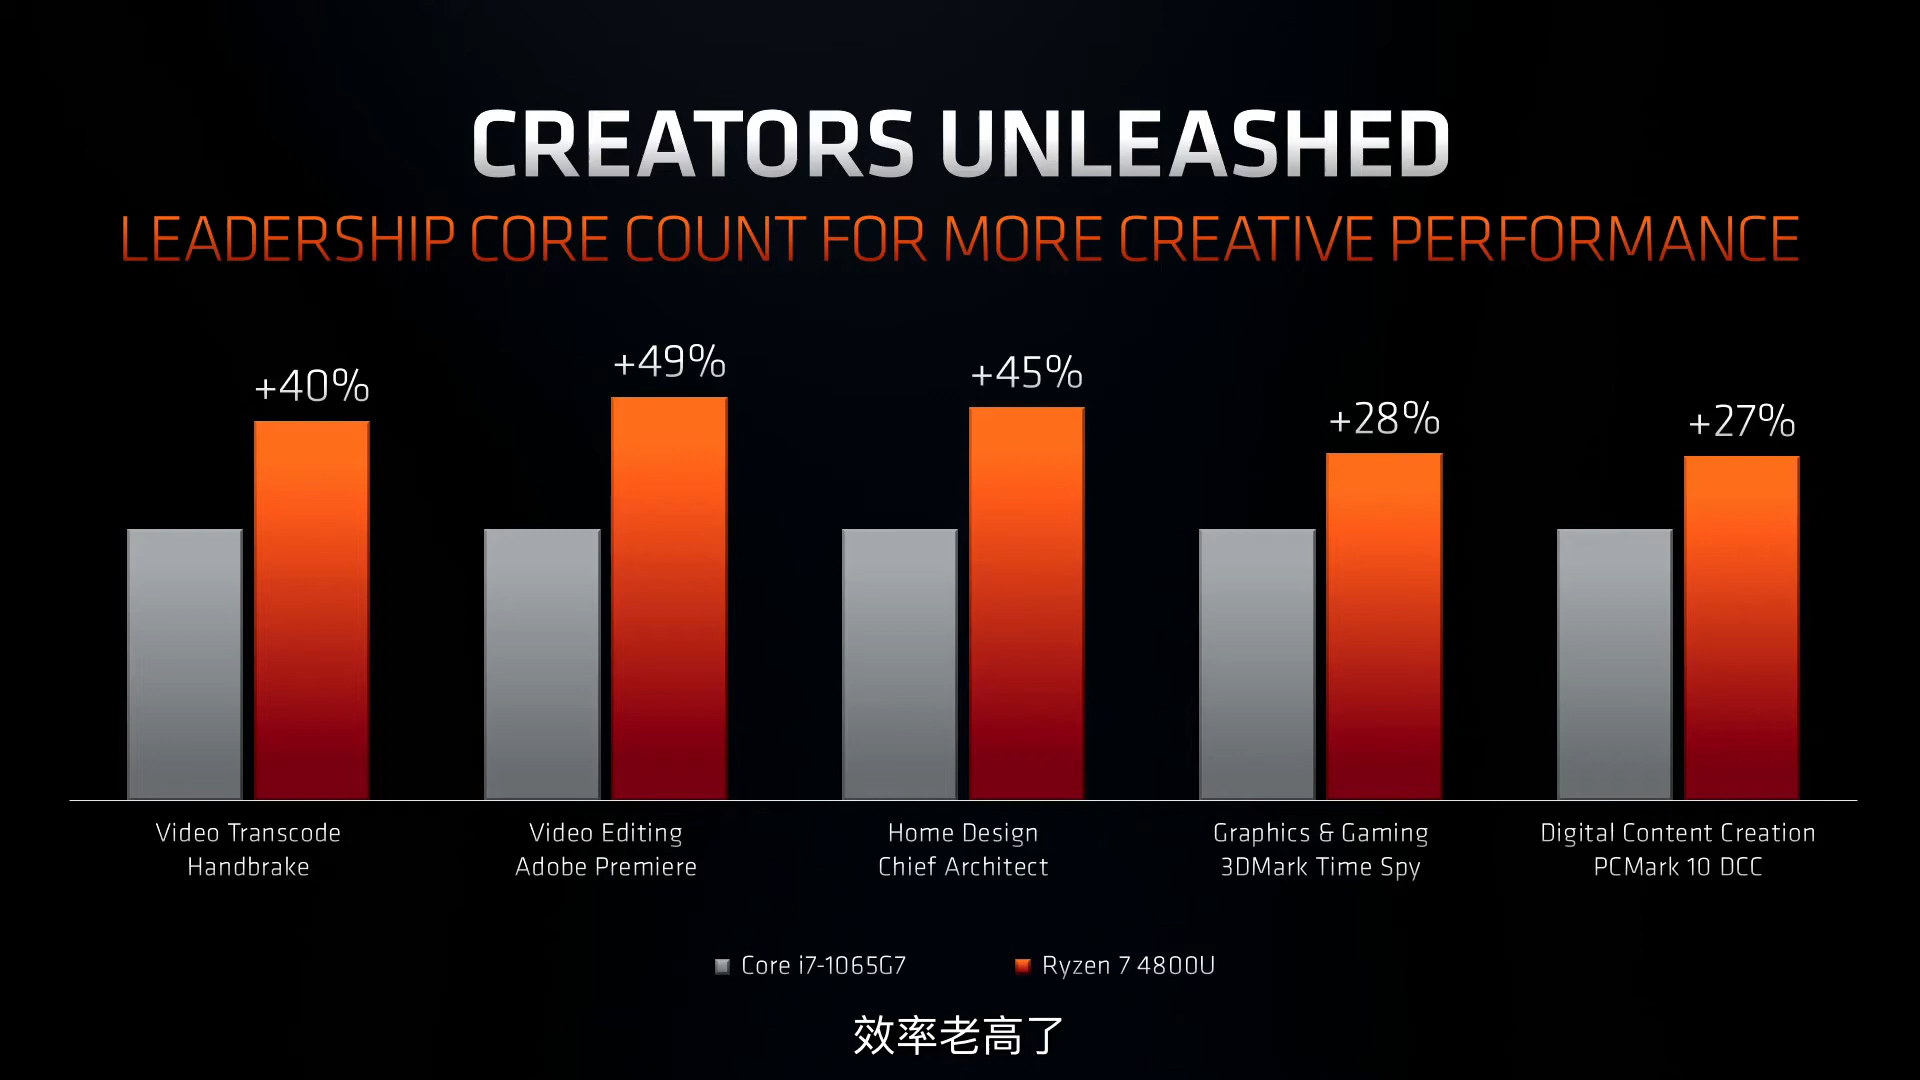 CREATORS UNLEASHED
LEADERSHIP CORE COUNT FOR MORE CREATIVE PERFORMANCE
+40%
+49%
+45%
+28%
+27%
Video Transcode
Handbrake
Video Editing
Adobe Premiere
Home Design
Chief Architect
Graphics & Gaming
3DMark Time Spy
Digital Content Creation
PCMark 10 DCC
Core i7-1065G7
Ryzen 7 4800U
效率老高了